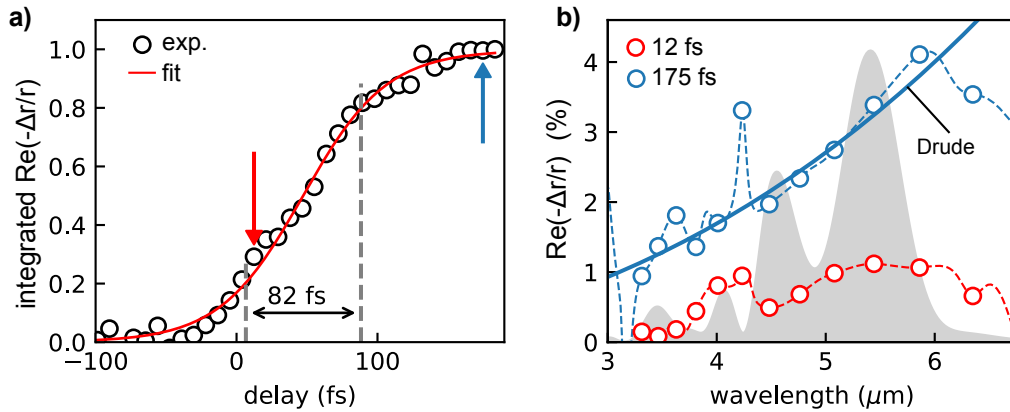 a)
integrated Re(-Δr/r)
1.0
0.8
0.6
0.4
0.2
0.0
exp.
fit
82 fs
−100
0
100
delay (fs)
b)
Re(-Δr/r) (%)
4
3
2
1
0
12 fs
175 fs
Drude
3
4
5
6
wavelength (μm)